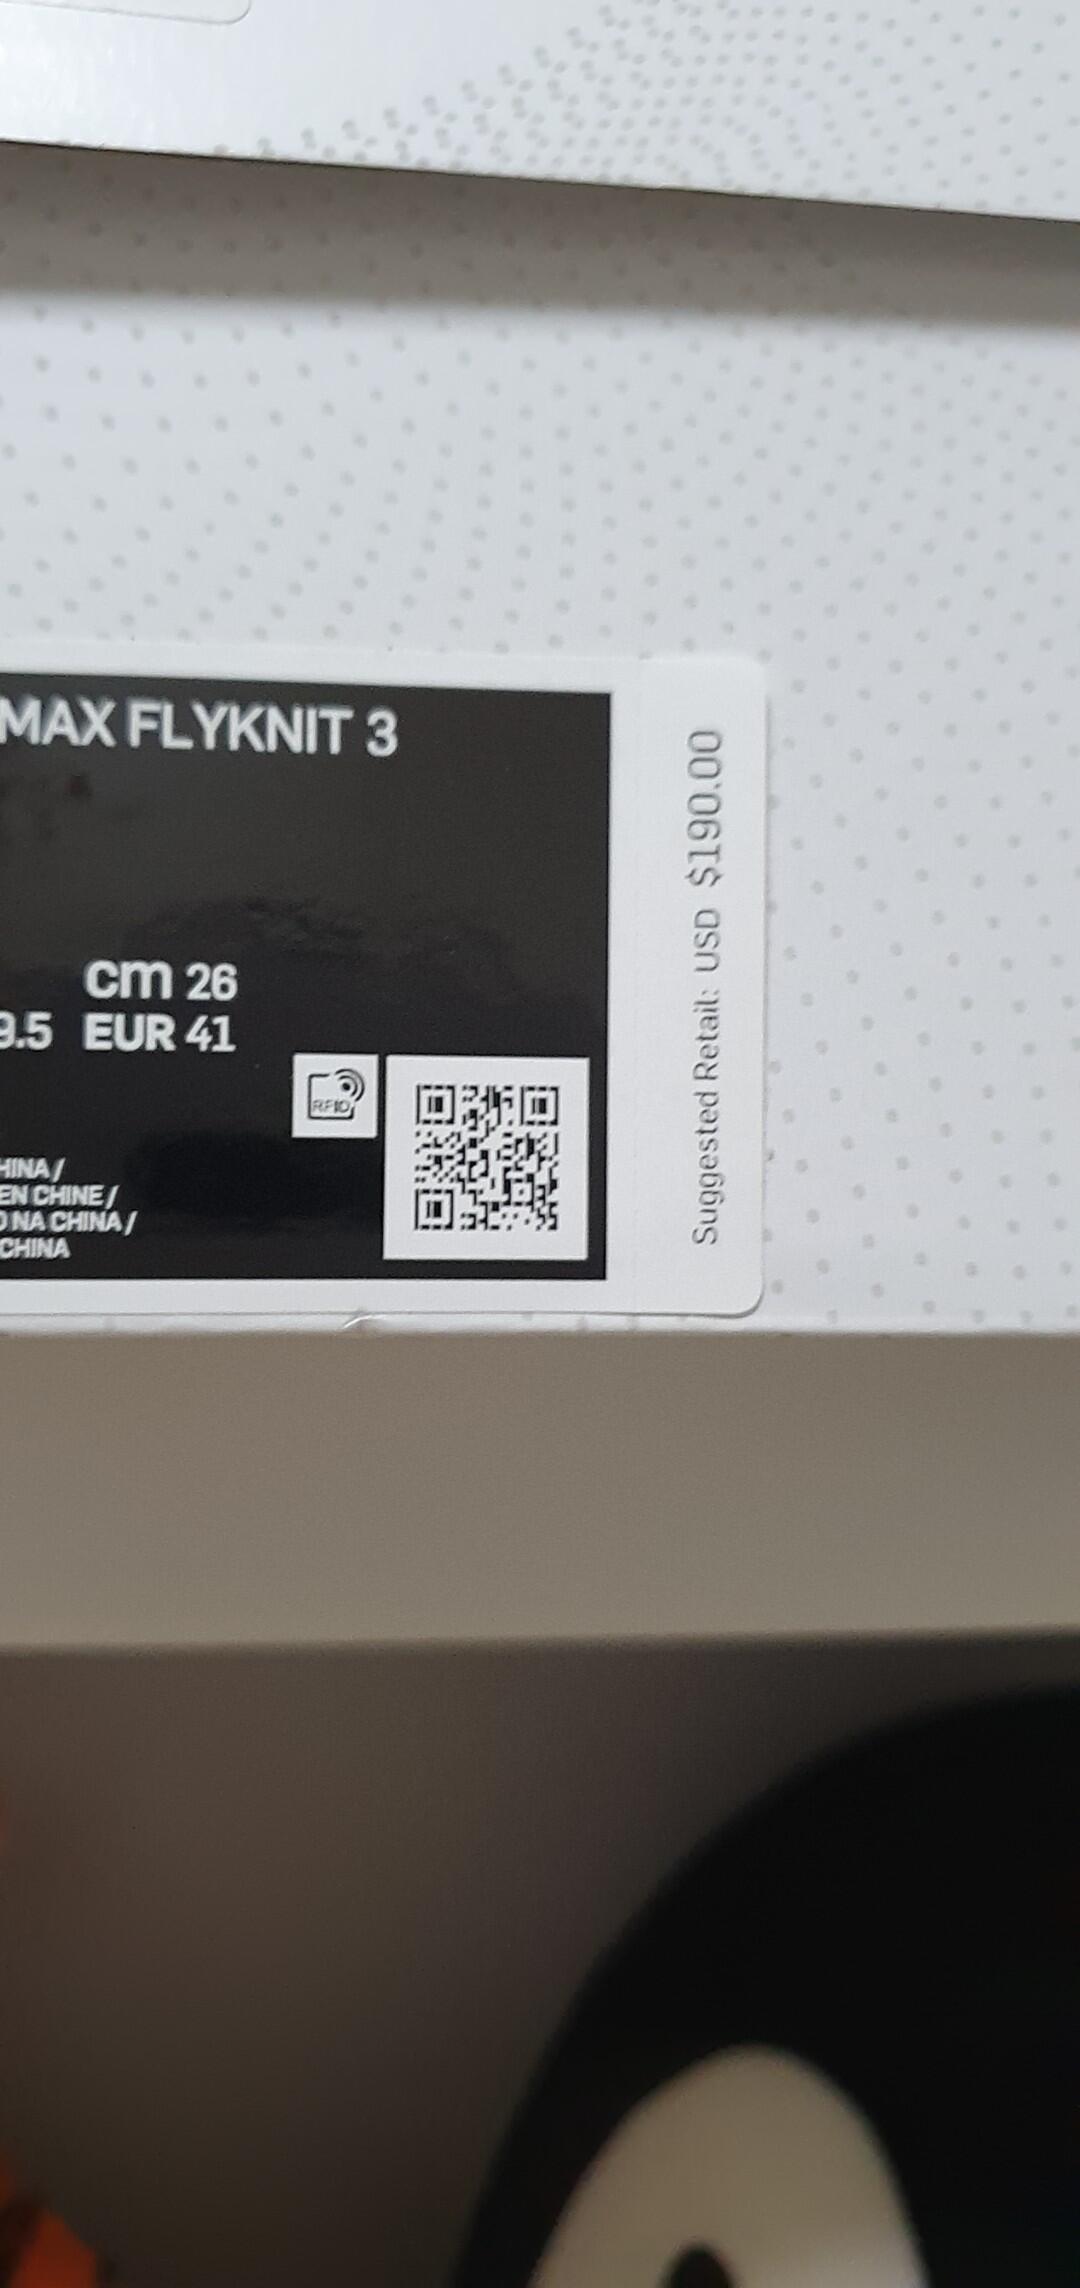 MAX FLYKNIT 3
cm 26
9.5 EUR 41
RFID
HINA /
EN CHINE /
O NA CHINA /
CHINA
Suggested Retail: USD $190.00